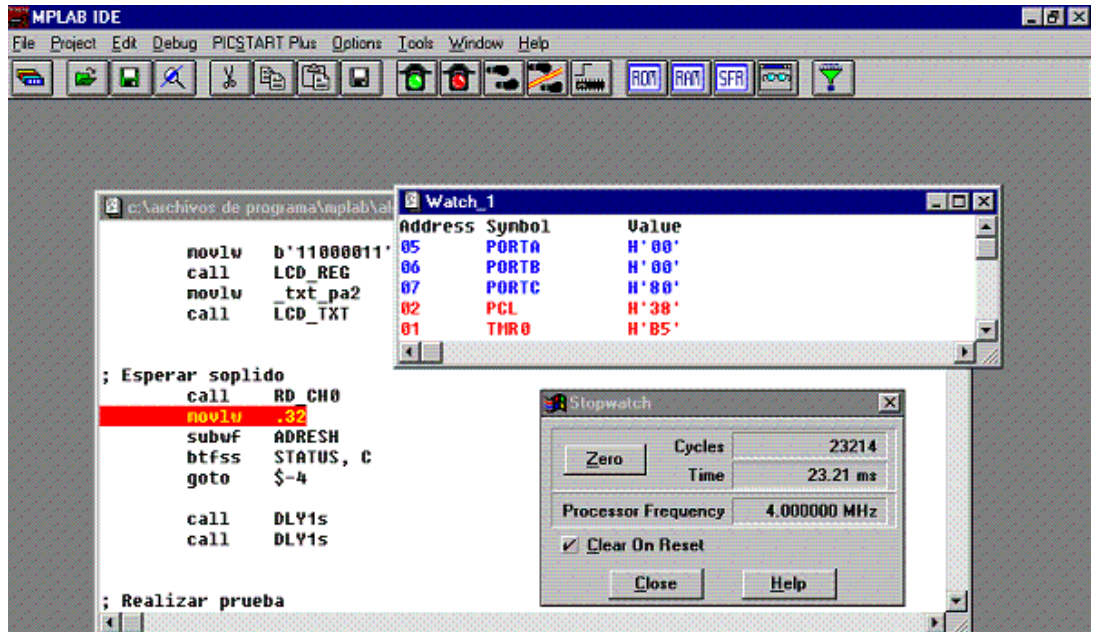 MPLAB IDE
File Project Edit Debug PICSTART Plus Options Tools Window Help
ROM RAM SFR
c:\archivos de programa\mplab\al
movlw b'11000011'
call LCD_REG
movlw _txt_pa2
call LCD_TXT
; Esperar soplido
call RD_CH0
movlw .32
subwf ADRESH
btfss STATUS, C
goto $-4
call DLY1s
call DLY1s
; Realizar prueba
Watch_1
Address Symbol Value
05 PORTA H'00'
06 PORTB H'00'
07 PORTC H'80'
02 PCL H'38'
01 TMR0 H'B5'
Stopwatch
Zero Cycles 23214
Time 23.21 ms
Processor Frequency 4.000000 MHz
Clear On Reset
Close Help